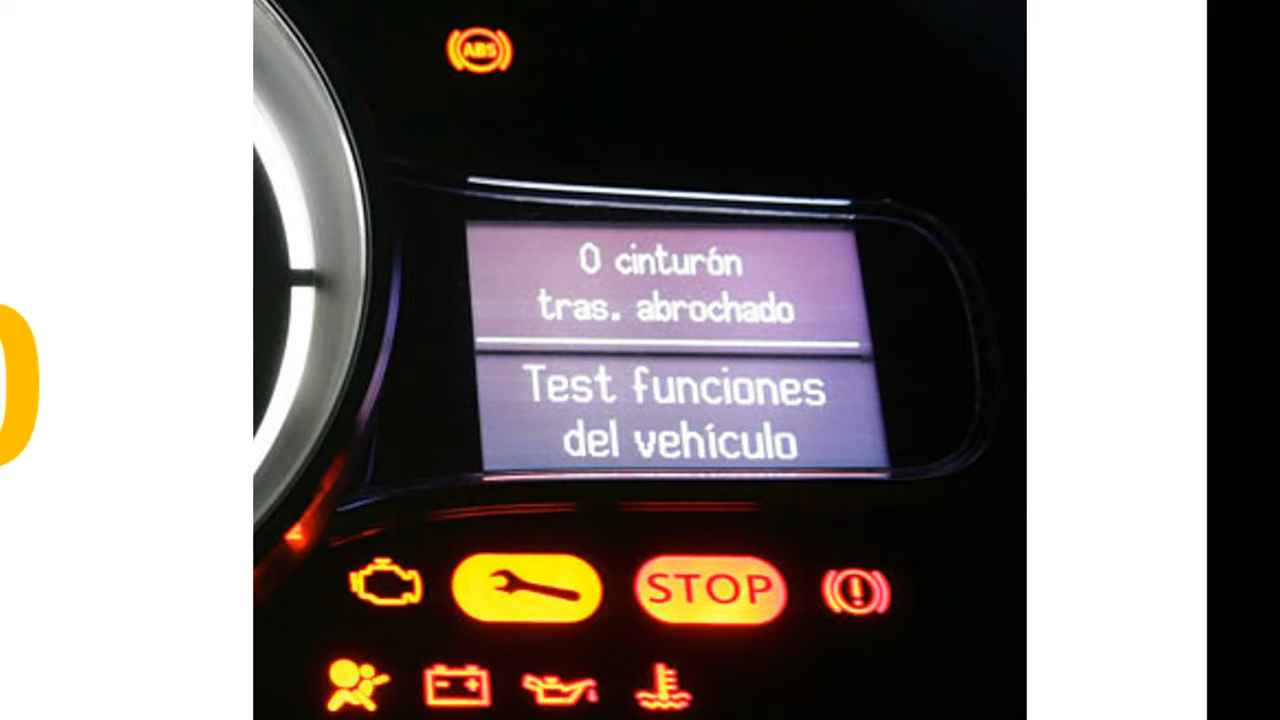 ABS
0 cinturón
tras. abrochado
Test funciones
del vehículo
STOP